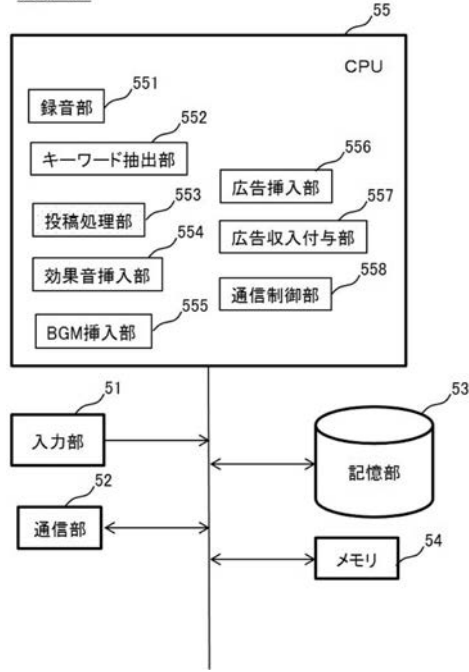 55
CPU
551
録音部
552
キーワード抽出部
553
投稿処理部
554
効果音挿入部
555
BGM挿入部
556
広告挿入部
557
広告収入付与部
558
通信制御部
51
入力部
52
通信部
53
記憶部
54
メモリ